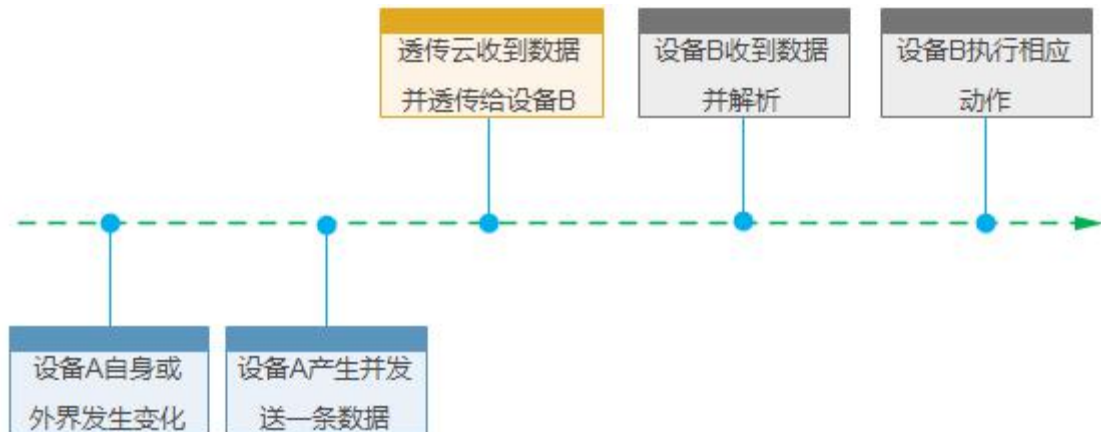 透传云收到数据
并透传给设备B
设备B收到数据
并解析
设备B执行相应
动作
设备A自身或
外界发生变化
设备A产生并发
送一条数据